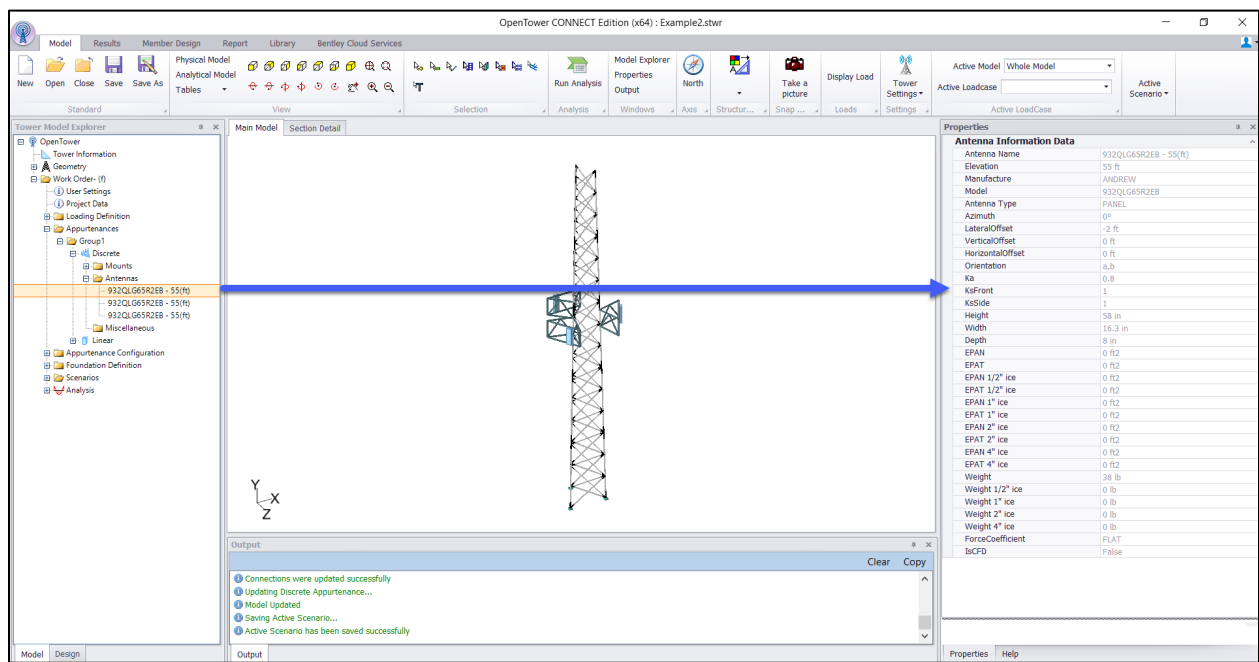 OpenTower CONNECT Edition (x64) : Example2.stwr
Model Results Member Design Report Library Bentley Cloud Services
New Open Close Save Save As
Physical Model
Analytical Model
Tables
Run Analysis
Model Explorer
Properties
Output
North
Take a
picture
Display Load
Tower
Settings
Active Model Whole Model
Active Loadcase
Active
Scenario
Standard View Selection Analysis Windows Axis Structur... Snap ... Loads Settings Active LoadCase
Tower Model Explorer
OpenTower
Tower Information
Geometry
Work Order- (f)
User Settings
Project Data
Loading Definition
Appurtenances
Group1
Discrete
Mounts
Antennas
932QLG65R2EB - 55(ft)
932QLG65R2EB - 55(ft)
932QLG65R2EB - 55(ft)
Miscellaneous
Linear
Appurtenance Configuration
Foundation Definition
Scenarios
Analysis
Model Design
Main Model Section Detail
Y
X
Z
Output
Clear Copy
Connections were updated successfully
Updating Discrete Appurtenance...
Model Updated
Saving Active Scenario...
Active Scenario has been saved successfully
Output
Properties
Antenna Information Data
Antenna Name 932QLG65R2EB - 55(ft)
Elevation 55 ft
Manufacture ANDREW
Model 932QLG65R2EB
Antenna Type PANEL
Azimuth 0°
LateralOffset -2 ft
VerticalOffset 0 ft
HorizontalOffset 0 ft
Orientation a,b
Ka 0.8
KsFront 1
KsSide 1
Height 58 in
Width 16.3 in
Depth 8 in
EPAN 0 ft2
EPAT 0 ft2
EPAN 1/2" ice 0 ft2
EPAT 1/2" ice 0 ft2
EPAN 1" ice 0 ft2
EPAT 1" ice 0 ft2
EPAN 2" ice 0 ft2
EPAT 2" ice 0 ft2
EPAN 4" ice 0 ft2
EPAT 4" ice 0 ft2
Weight 38 lb
Weight 1/2" ice 0 lb
Weight 1" ice 0 lb
Weight 2" ice 0 lb
Weight 4" ice 0 lb
ForceCoefficient FLAT
IsCFD False
Properties Help